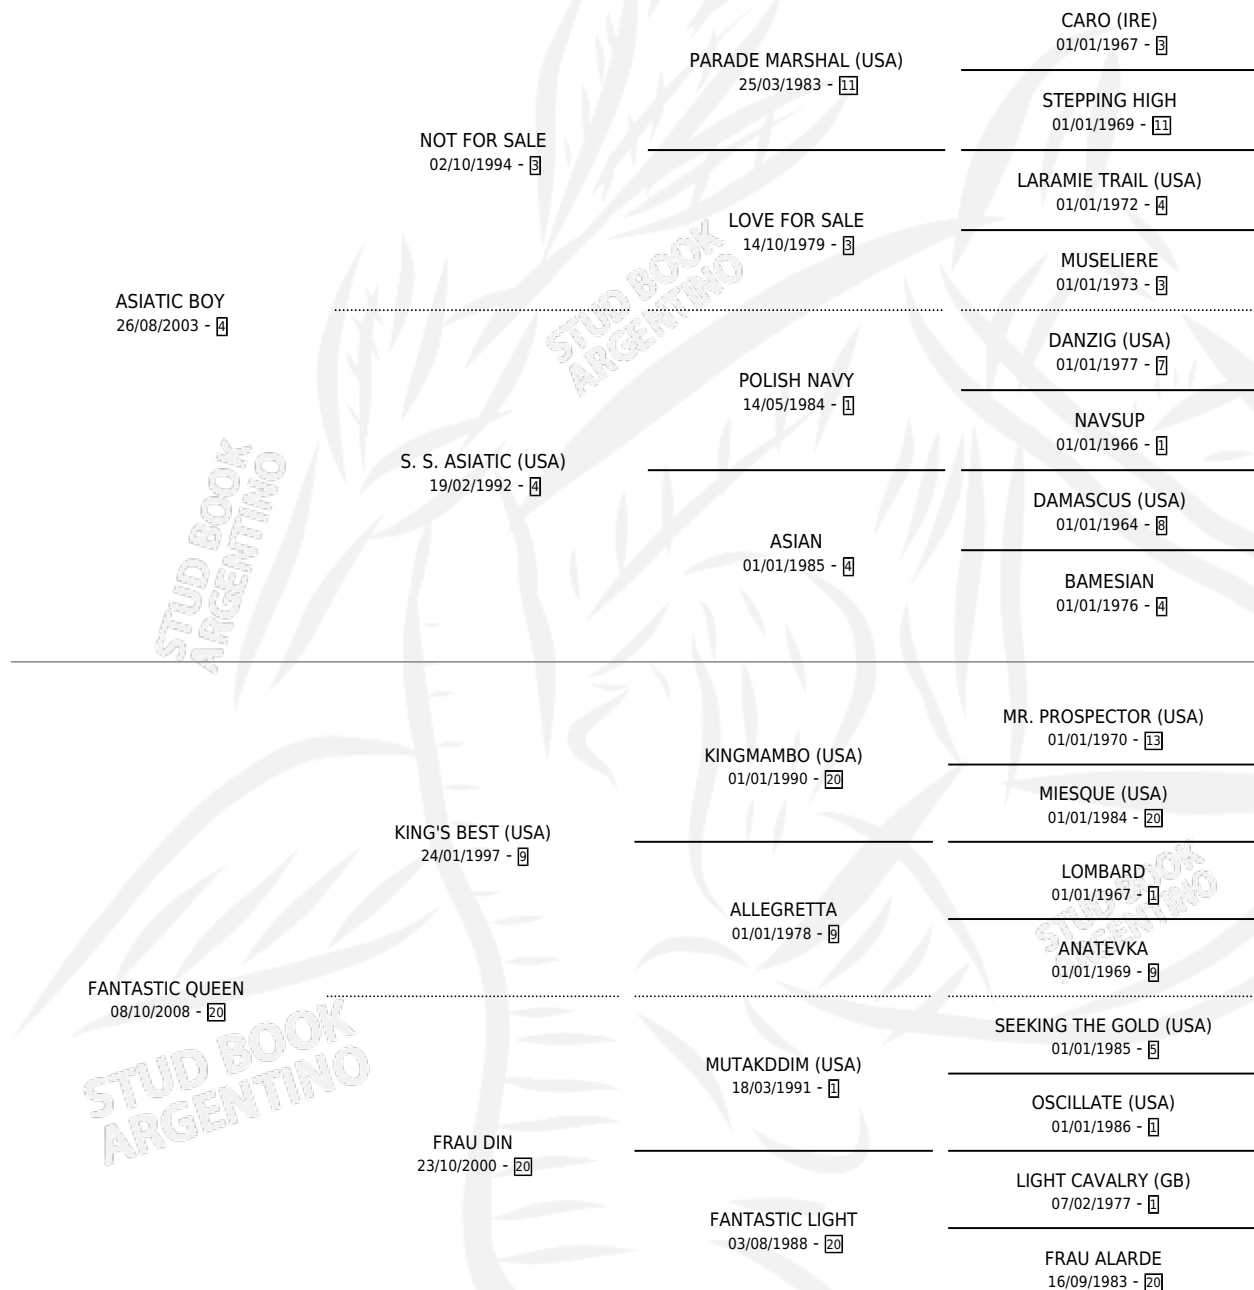 CARO (IRE)
01/01/1967 - 3
PARADE MARSHAL (USA)
25/03/1983 - 11
STEPPING HIGH
01/01/1969 - 11
NOT FOR SALE
02/10/1994 - 3
LARAMIE TRAIL (USA)
01/01/1972 - 4
LOVE FOR SALE
14/10/1979 - 3
MUSELIERE
01/01/1973 - 3
ASIATIC BOY
26/08/2003 - 4
DANZIG (USA)
01/01/1977 - 7
POLISH NAVY
14/05/1984 - 1
NAVSUP
01/01/1966 - 1
S. S. ASIATIC (USA)
19/02/1992 - 4
DAMASCUS (USA)
01/01/1964 - 8
ASIAN
01/01/1985 - 4
BAMESIAN
01/01/1976 - 4
MR. PROSPECTOR (USA)
01/01/1970 - 13
KINGMAMBO (USA)
01/01/1990 - 20
MIESQUE (USA)
01/01/1984 - 20
KING'S BEST (USA)
24/01/1997 - 9
LOMBARD
01/01/1967 - 1
ALLEGRETTA
01/01/1978 - 9
ANATEVKA
01/01/1969 - 9
FANTASTIC QUEEN
08/10/2008 - 20
SEEKING THE GOLD (USA)
01/01/1985 - 5
MUTAKDDIM (USA)
18/03/1991 - 1
OSCILLATE (USA)
01/01/1986 - 1
FRAU DIN
23/10/2000 - 20
LIGHT CAVALRY (GB)
07/02/1977 - 1
FANTASTIC LIGHT
03/08/1988 - 20
FRAU ALARDE
16/09/1983 - 20
STUD BOOK
ARGENTINO
STUD BOOK
ARGENTINO
STUD BOOK
ARGENTINO
STUD BOOK
ARGENTINO